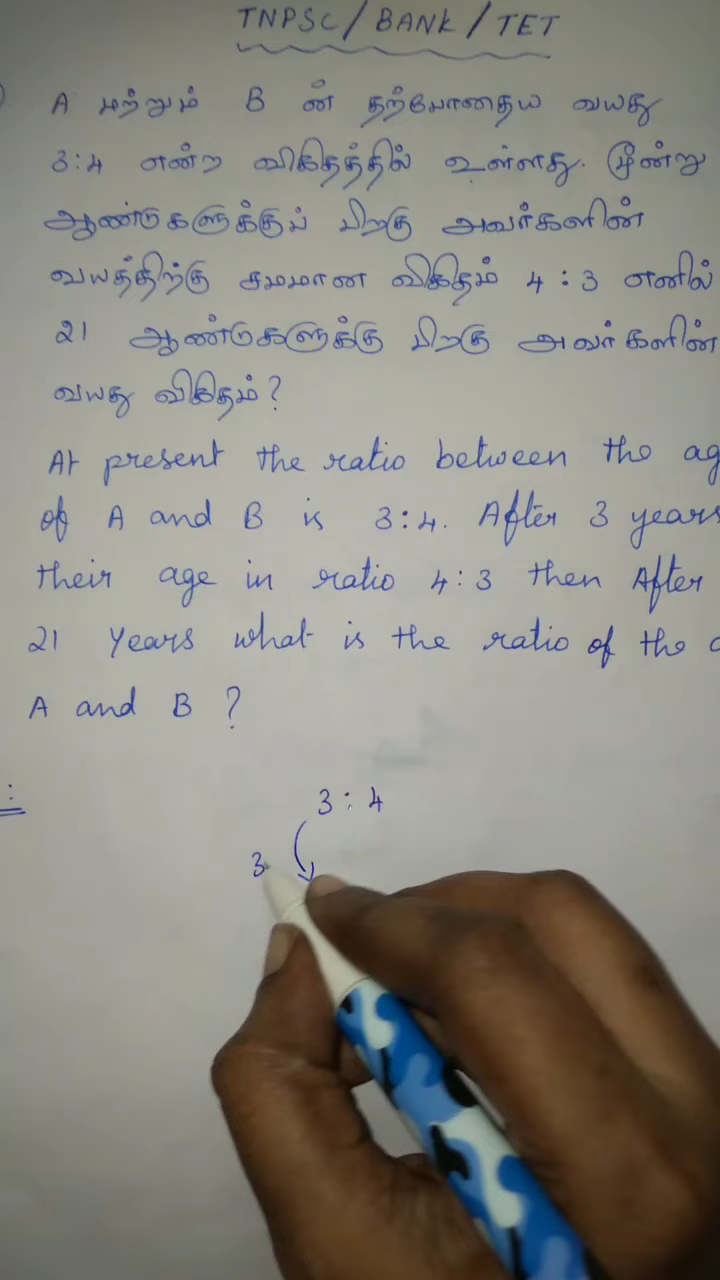 TNPSC / BANK / TET
A மற்றும் B ன் தற்போதைய வயது
3:4 என்ற விகிதத்தில் உள்ளது. மூன்று
ஆண்டுகளுக்குப் பிறகு அவர்களின்
வயத்திற்கு சமமான விகிதம் 4 : 3 எனில்
21 ஆண்டுகளுக்கு பிறகு அவர்களின்
வயது விகிதம்?
At present the ratio between the ag
of A and B is 3:4. After 3 years
their age in ratio 4:3 then After
21 Years what is the ratio of the
A and B ?
:
3 : 4
3